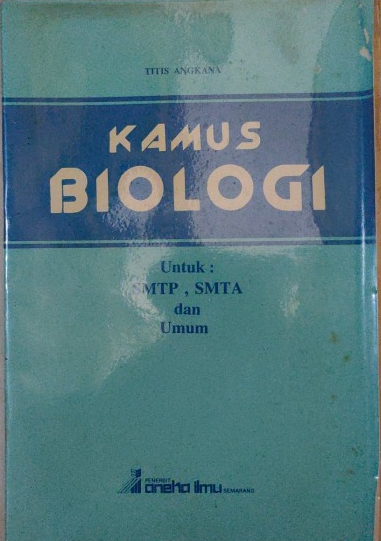 TITIS ANGKANA
KAMUS
BIOLOGI
Untuk :
SMTP , SMTA
dan
Umum
PENERBIT
aneka ilmu SEMARANG